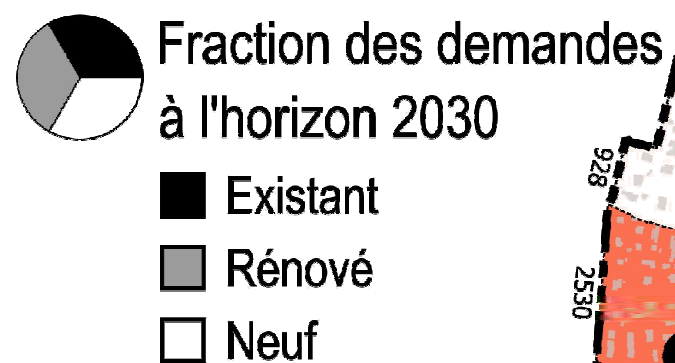 Fraction des demandes
à l'horizon 2030
Existant
Rénové
Neuf
928
2530